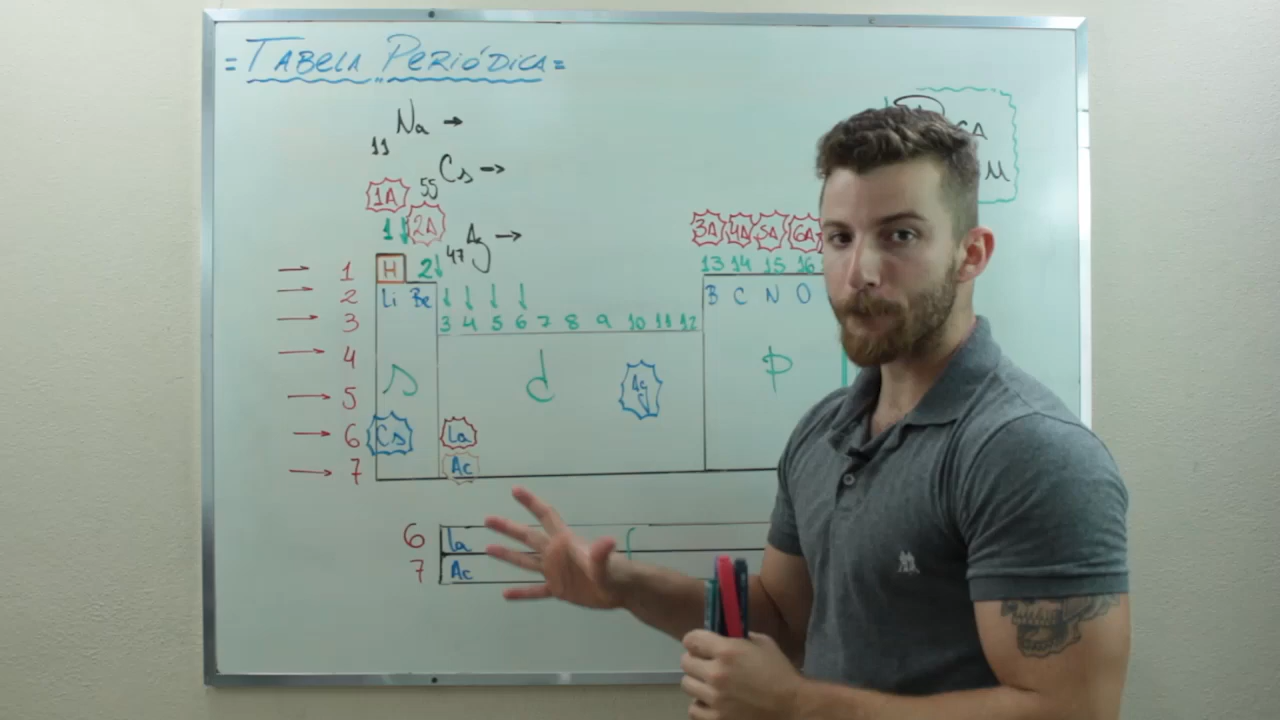 = TABELA PERIÓDICA =
11 Na →
55 Cs →
47 Ag →
CA
M
1A 2A 3A 4A 5A 6A
1 2 13 14 15 16
3 4 5 6 7 8 9 10 11 12
→ 1 H
→ 2 Li Be B C N O
→ 3
→ 4
→ 5 s d Ag p
→ 6 Cs La
→ 7 Ac
6 La f
7 Ac